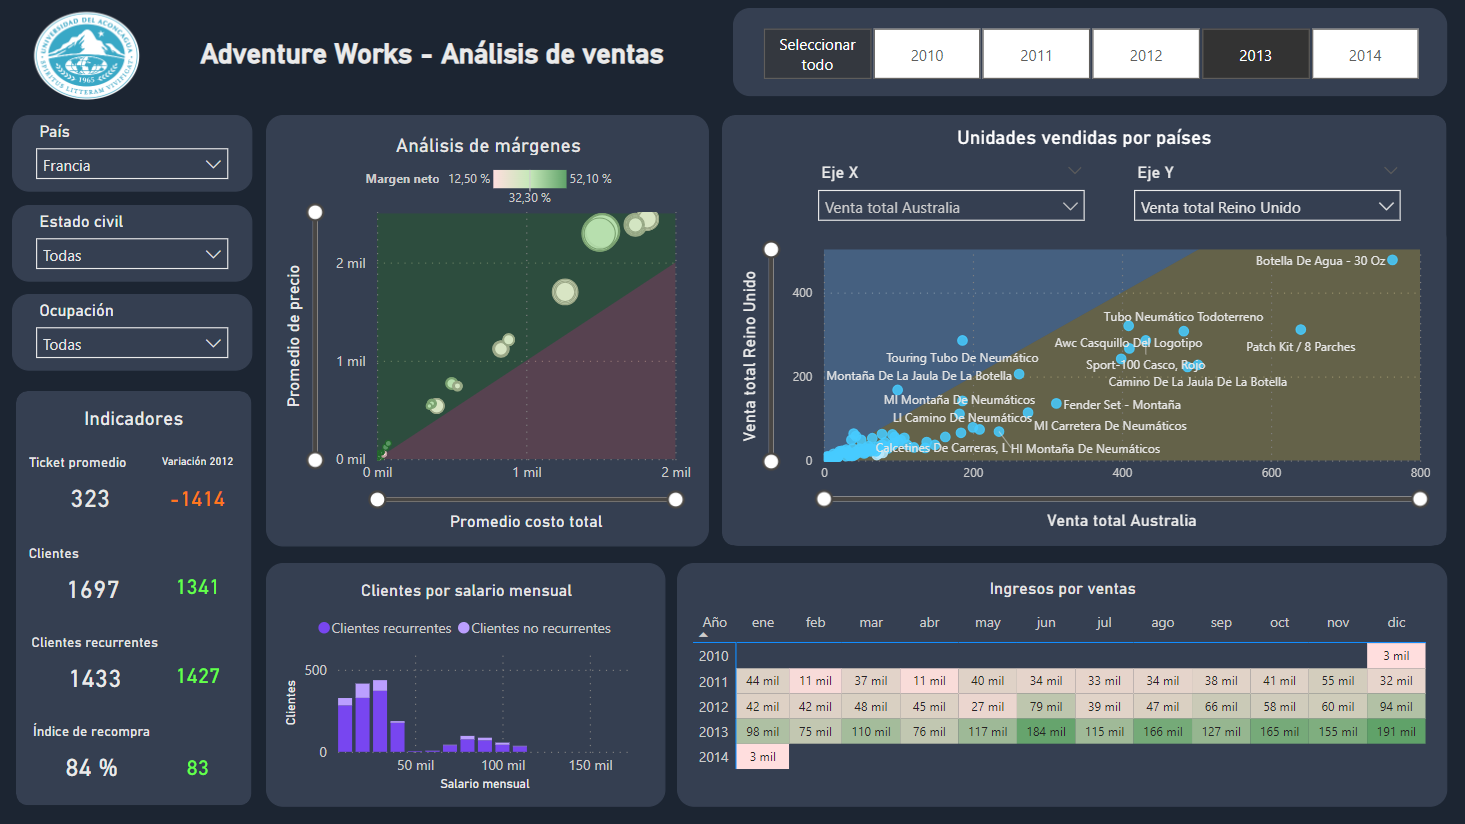 UNIVERSIDAD DEL ACONCAGUA
1965
SPIRITUS LITTERAM VIVIFICAT
Adventure Works - Análisis de ventas
Seleccionar todo
2010
2011
2012
2013
2014
País
Francia
Estado civil
Todas
Ocupación
Todas
Indicadores
Ticket promedio
Variación 2012
323
-1414
Clientes
1697
1341
Clientes recurrentes
1433
1427
Índice de recompra
84 %
83
Análisis de márgenes
Margen neto 12,50 % 52,10 %
32,30 %
Promedio de precio
2 mil
1 mil
0 mil
0 mil 1 mil 2 mil
Promedio costo total
Unidades vendidas por países
Eje X
Venta total Australia
Eje Y
Venta total Reino Unido
Venta total Reino Unido
400
200
0
Botella De Agua - 30 Oz
Tubo Neumático Todoterreno
Awc Casquillo Del Logotipo
Patch Kit / 8 Parches
Touring Tubo De Neumático
Sport-100 Casco, Rojo
Montaña De La Jaula De La Botella
Camino De La Jaula De La Botella
Ml Montaña De Neumáticos
Fender Set - Montaña
Ll Camino De Neumáticos
Ml Carretera De Neumáticos
Calcetines De Carreras, L
Hl Montaña De Neumáticos
0 200 400 600 800
Venta total Australia
Clientes por salario mensual
Clientes recurrentes Clientes no recurrentes
Clientes
500
0
50 mil 100 mil 150 mil
Salario mensual
Ingresos por ventas
Año ene feb mar abr may jun jul ago sep oct nov dic
2010 3 mil
2011 44 mil 11 mil 37 mil 11 mil 40 mil 34 mil 33 mil 34 mil 38 mil 41 mil 55 mil 32 mil
2012 42 mil 42 mil 48 mil 45 mil 27 mil 79 mil 39 mil 47 mil 66 mil 58 mil 60 mil 94 mil
2013 98 mil 75 mil 110 mil 76 mil 117 mil 184 mil 115 mil 166 mil 127 mil 165 mil 155 mil 191 mil
2014 3 mil